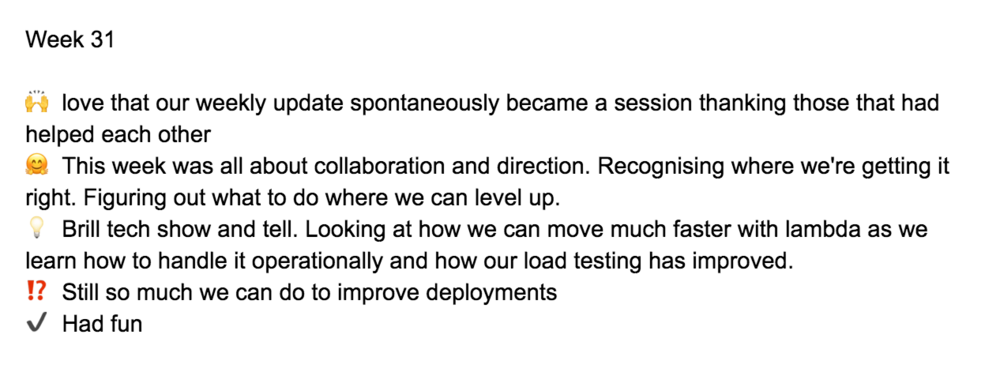 Week 31
🙌 love that our weekly update spontaneously became a session thanking those that had
helped each other
🤗 This week was all about collaboration and direction. Recognising where we're getting it
right. Figuring out what to do where we can level up.
💡 Brill tech show and tell. Looking at how we can move much faster with lambda as we
learn how to handle it operationally and how our load testing has improved.
⁉️ Still so much we can do to improve deployments
✔️ Had fun